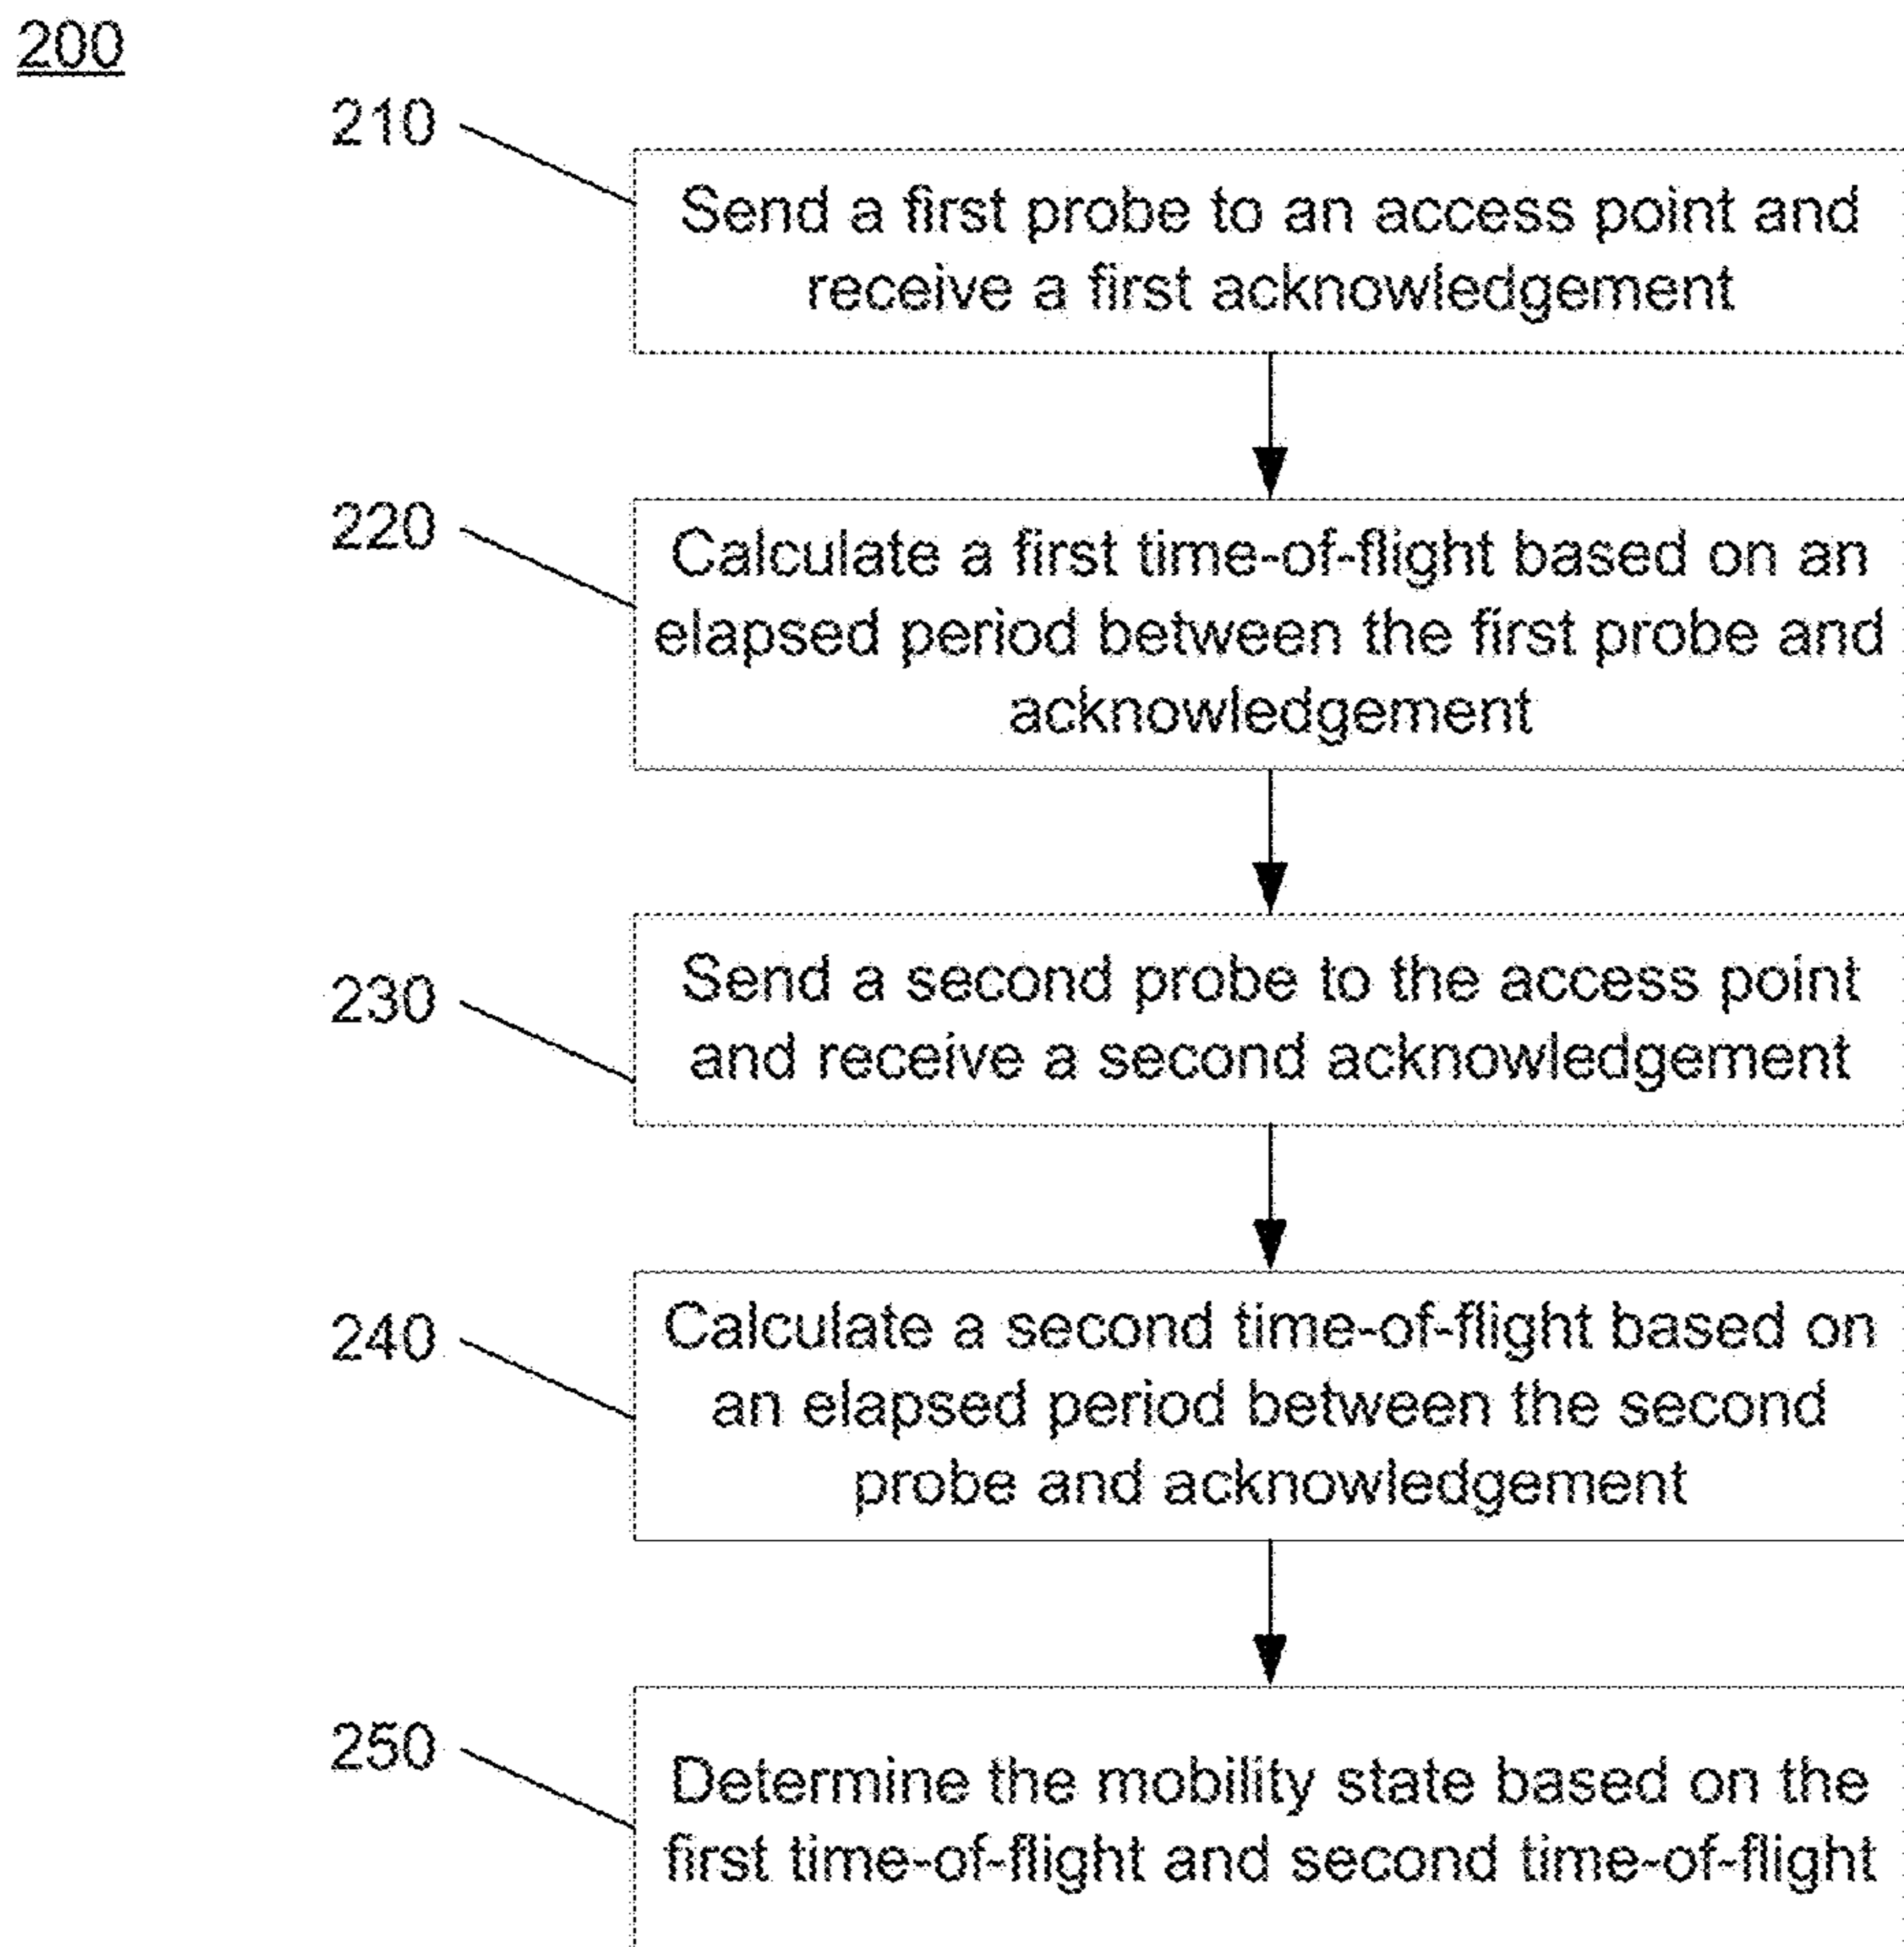 200
210
Send a first probe to an access point and
receive a first acknowledgement
220
Calculate a first time-of-flight based on an
elapsed period between the first probe and
acknowledgement
230
Send a second probe to the access point
and receive a second acknowledgement
240
Calculate a second time-of-flight based on
an elapsed period between the second
probe and acknowledgement
250
Determine the mobility state based on the
first time-of-flight and second time-of-flight